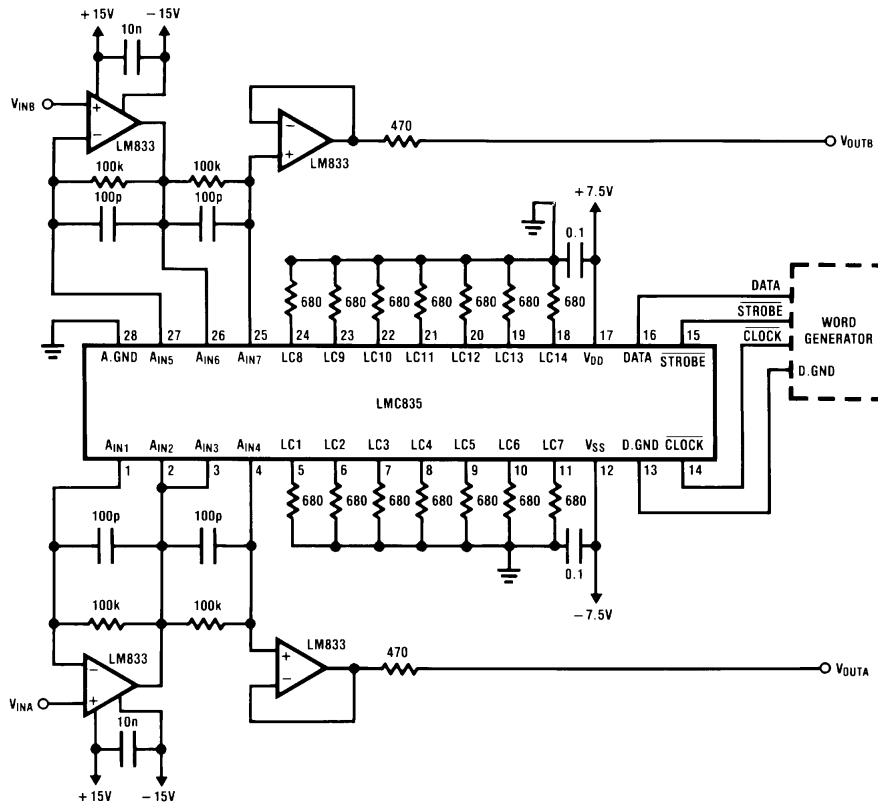 +15V −15V
10n
V_INB + − LM833
100k 100k
100p 100p
− + LM833
470
V_OUTB
+7.5V
0.1
680 680 680 680 680 680 680
DATA
STROBE
CLOCK
D.GND
WORD
GENERATOR
28 27 26 25 24 23 22 21 20 19 18 17 16 15
A.GND A_IN5 A_IN6 A_IN7 LC8 LC9 LC10 LC11 LC12 LC13 LC14 V_DD DATA STROBE
LMC835
A_IN1 A_IN2 A_IN3 A_IN4 LC1 LC2 LC3 LC4 LC5 LC6 LC7 V_SS D.GND CLOCK
1 2 3 4 5 6 7 8 9 10 11 12 13 14
680 680 680 680 680 680 680
100p 100p
0.1
−7.5V
100k 100k
LM833 − +
V_INA
LM833 + −
470
V_OUTA
10n
+15V −15V